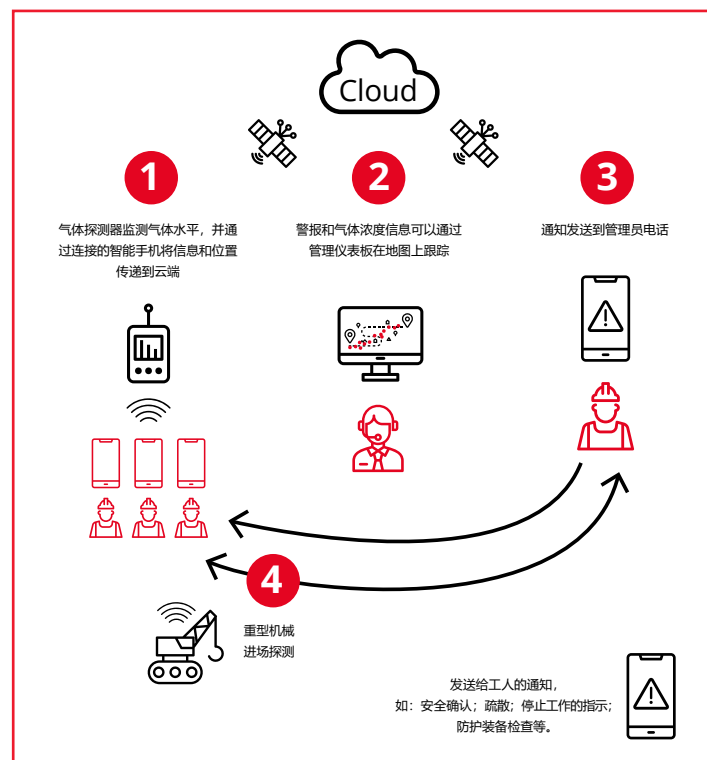 Cloud
1
气体探测器监测气体水平，并通
过连接的智能手机将信息和位置
传递到云端
2
警报和气体浓度信息可以通过
管理仪表板在地图上跟踪
3
通知发送到管理员电话
4
重型机械
进场探测
发送给工人的通知，
如：安全确认；疏散；停止工作的指示；
防护装备检查等。